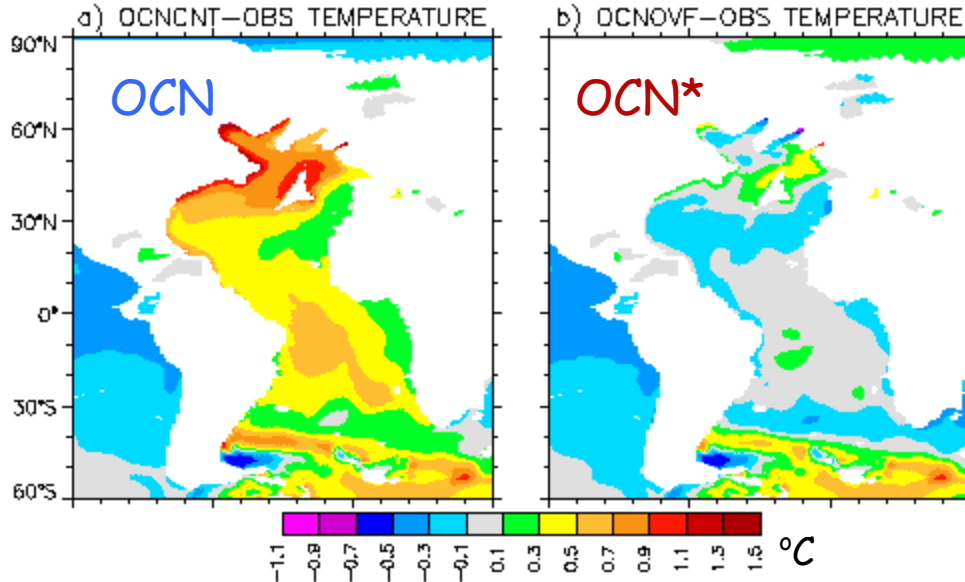 a) OCNCNT-OBS TEMPERATURE
b) OCNOVF-OBS TEMPERATURE
OCN
OCN*
90°N
60°N
30°N
0°
30°S
60°S
-1.1
-0.9
-0.7
-0.5
-0.3
-0.1
0.1
0.3
0.5
0.7
0.9
1.1
1.3
1.5
°C